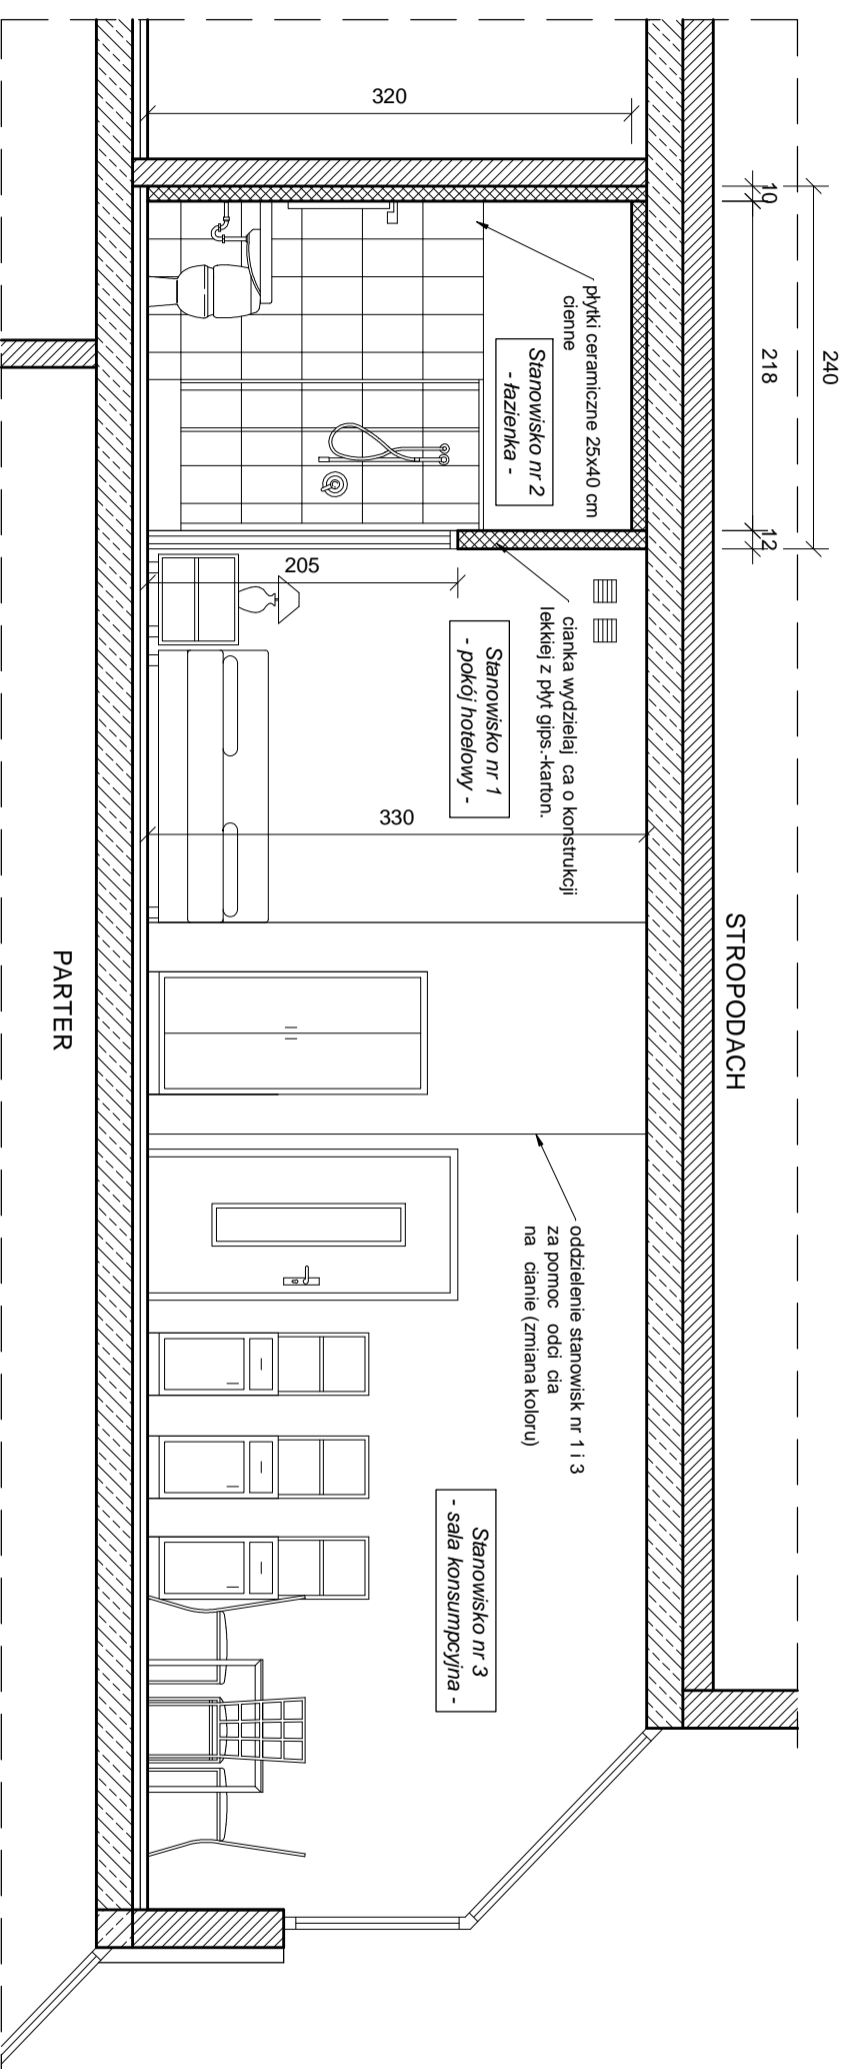 240
10
218
12
320
płytki ceramiczne 25x40 cm
cienne
Stanowisko nr 2
- łazienka -
205
cianka wydzielaj ca o konstrukcji
lekkiej z płyt gips.-karton.
Stanowisko nr 1
- pokój hotelowy -
330
STROPODACH
oddzielenie stanowisk nr 1 i 3
za pomoc odci cia
na cianie (zmiana koloru)
Stanowisko nr 3
- sala konsumpcyjna -
PARTER